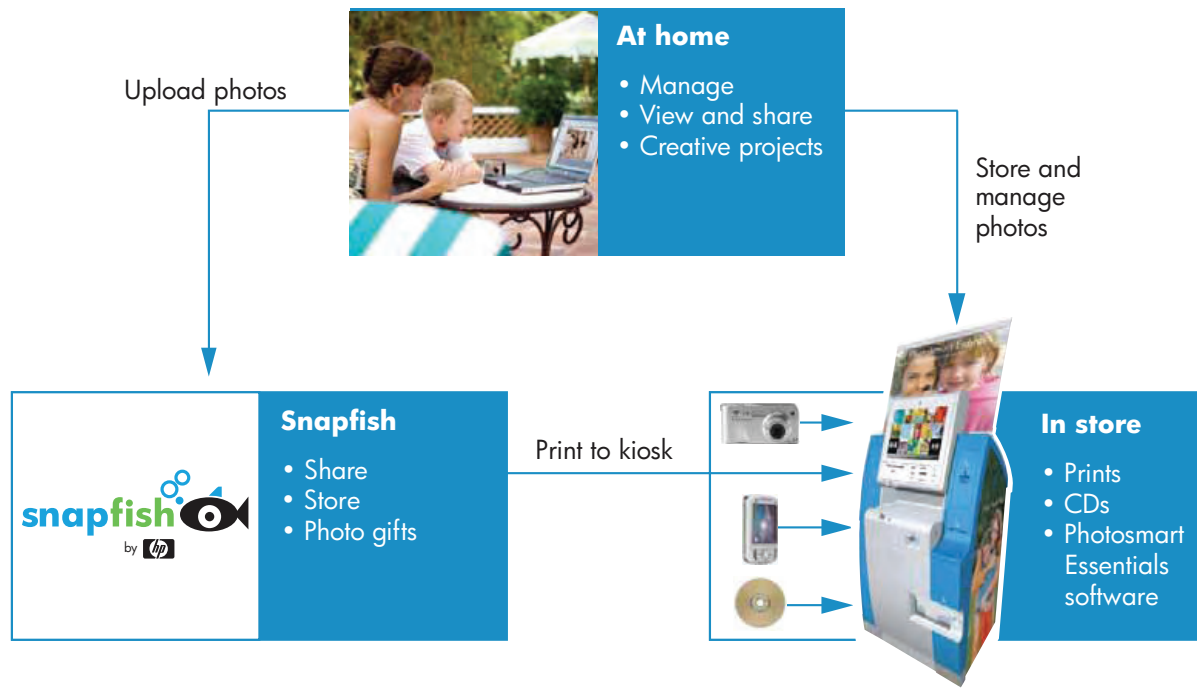 At home
• Manage
• View and share
• Creative projects
Upload photos
Store and
manage
photos
snapfish
by hp
Snapfish
• Share
• Store
• Photo gifts
Print to kiosk
In store
• Prints
• CDs
• Photosmart
Essentials
software